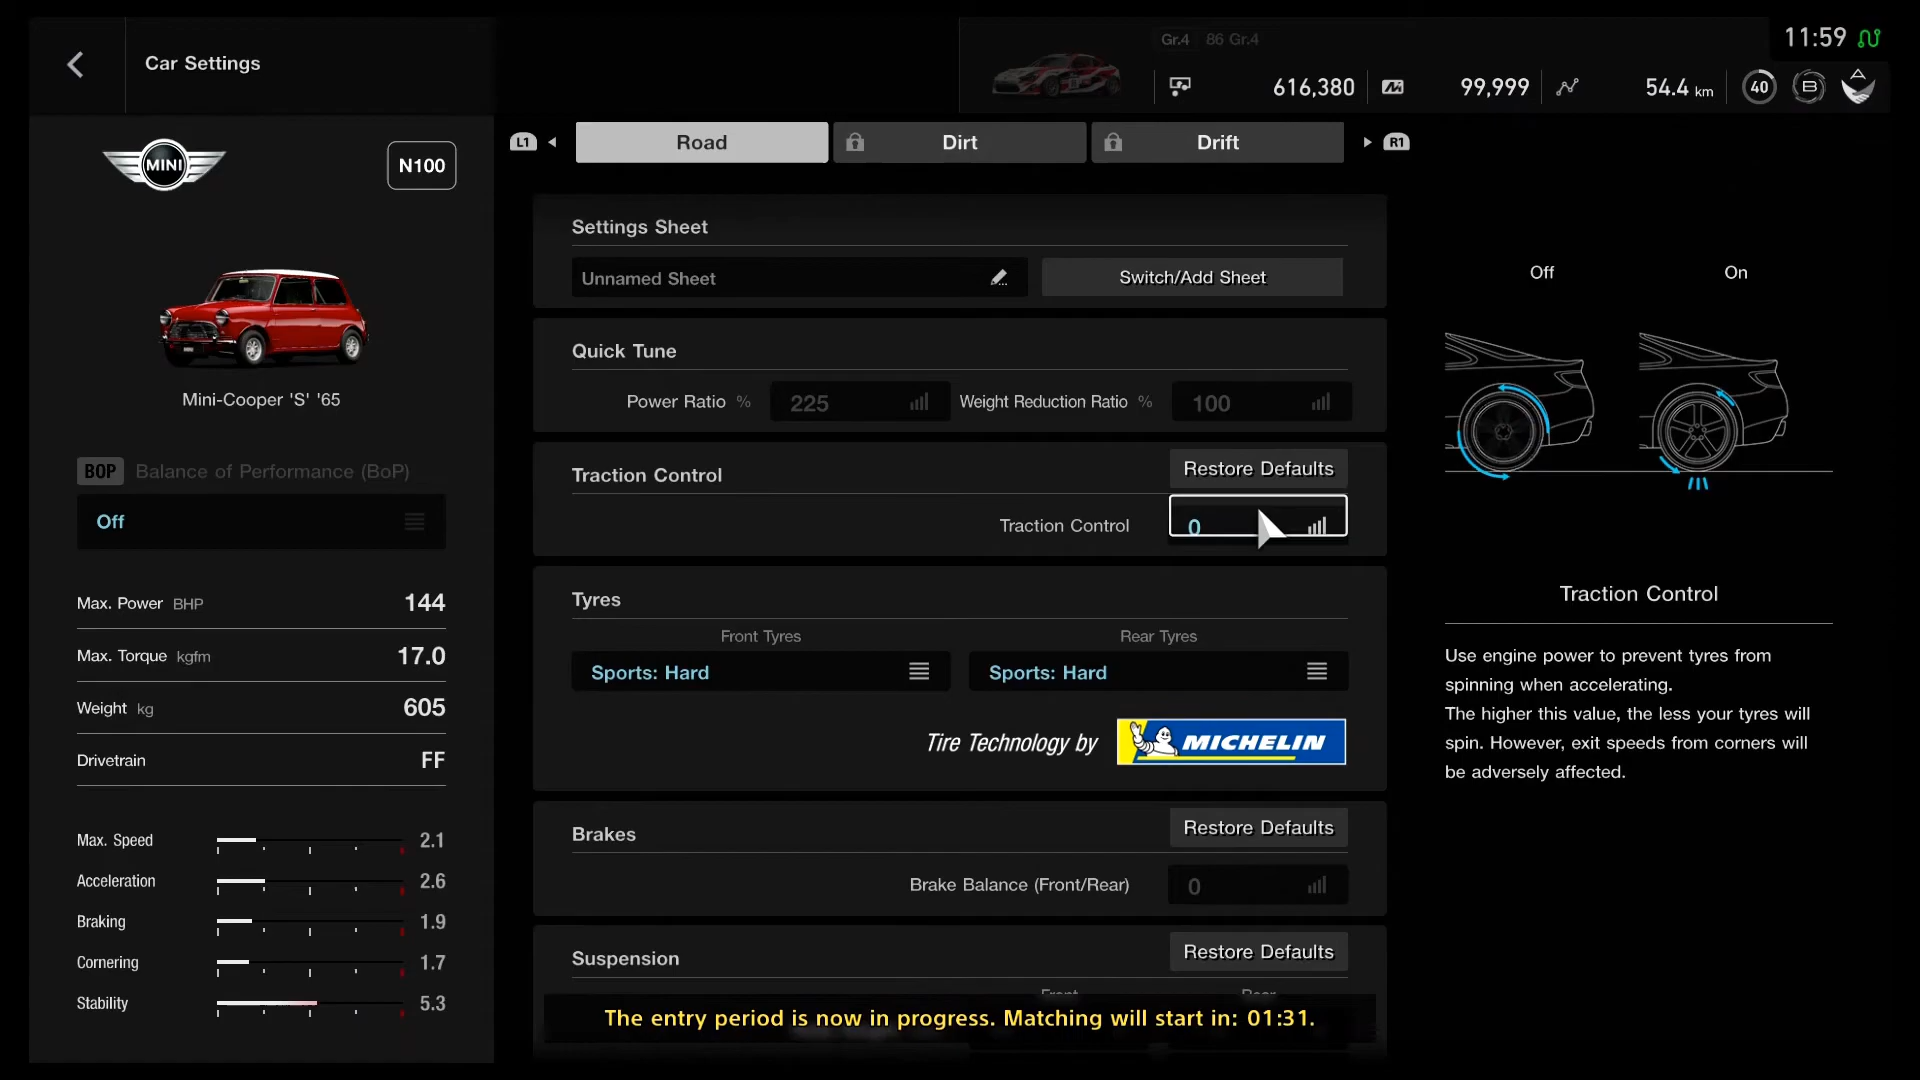 Car Settings
Gr.4 86 Gr.4
11:59
616,380
99,999
54.4 km
40
B
MINI
N100
Mini-Cooper 'S' '65
BOP Balance of Performance (BoP)
Off
Max. Power BHP 144
Max. Torque kgfm 17.0
Weight kg 605
Drivetrain FF
Max. Speed 2.1
Acceleration 2.6
Braking 1.9
Cornering 1.7
Stability 5.3
L1 Road Dirt Drift R1
Settings Sheet
Unnamed Sheet Switch/Add Sheet
Quick Tune
Power Ratio % 225 Weight Reduction Ratio % 100
Traction Control Restore Defaults
Traction Control 0
Tyres
Front Tyres Rear Tyres
Sports: Hard Sports: Hard
Tire Technology by MICHELIN
Brakes Restore Defaults
Brake Balance (Front/Rear) 0
Suspension Restore Defaults
Front Rear
The entry period is now in progress. Matching will start in: 01:31.
Off On
Traction Control
Use engine power to prevent tyres from
spinning when accelerating.
The higher this value, the less your tyres will
spin. However, exit speeds from corners will
be adversely affected.